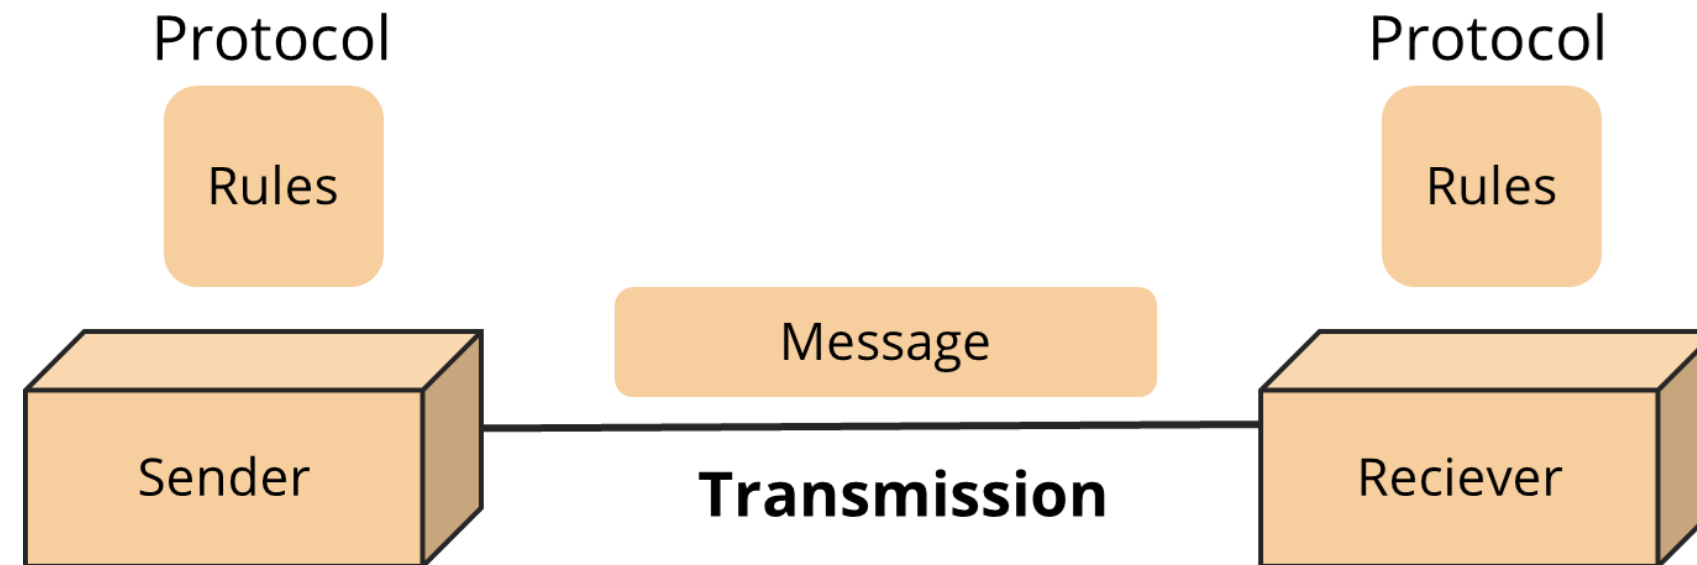 Protocol
Protocol
Rules
Rules
Message
Sender
Reciever
Transmission